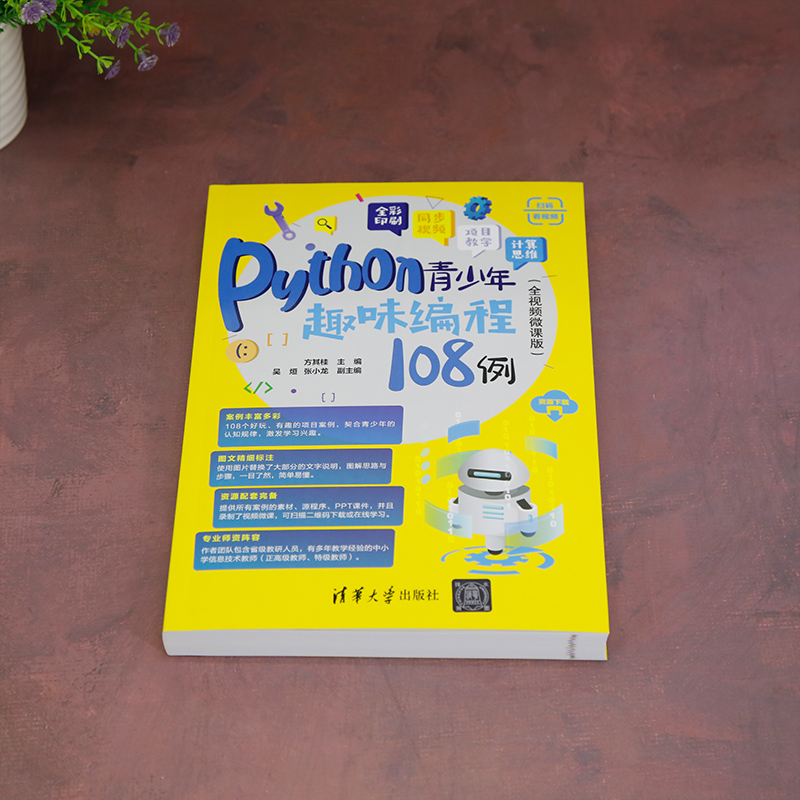 全彩印刷
同步视频
项目教学
计算思维
扫码
看视频
Python青少年
趣味编程
108例
(全视频微课版)
方其桂 主编
吴烜 张小龙 副主编
</>
资源下载
案例丰富多彩
108个好玩、有趣的项目案例，契合青少年的
认知规律，激发学习兴趣。
图文精细标注
使用图片替换了大部分的文字说明，图解思路与
步骤，一目了然，简单易懂。
资源配套完备
提供所有案例的素材、源程序、PPT课件，并且
录制了视频微课，可扫描二维码下载或在线学习。
专业师资阵容
作者团队包含省级教研人员，有多年教学经验的中小
学信息技术教师（正高级教师、特级教师）。
清华大学出版社